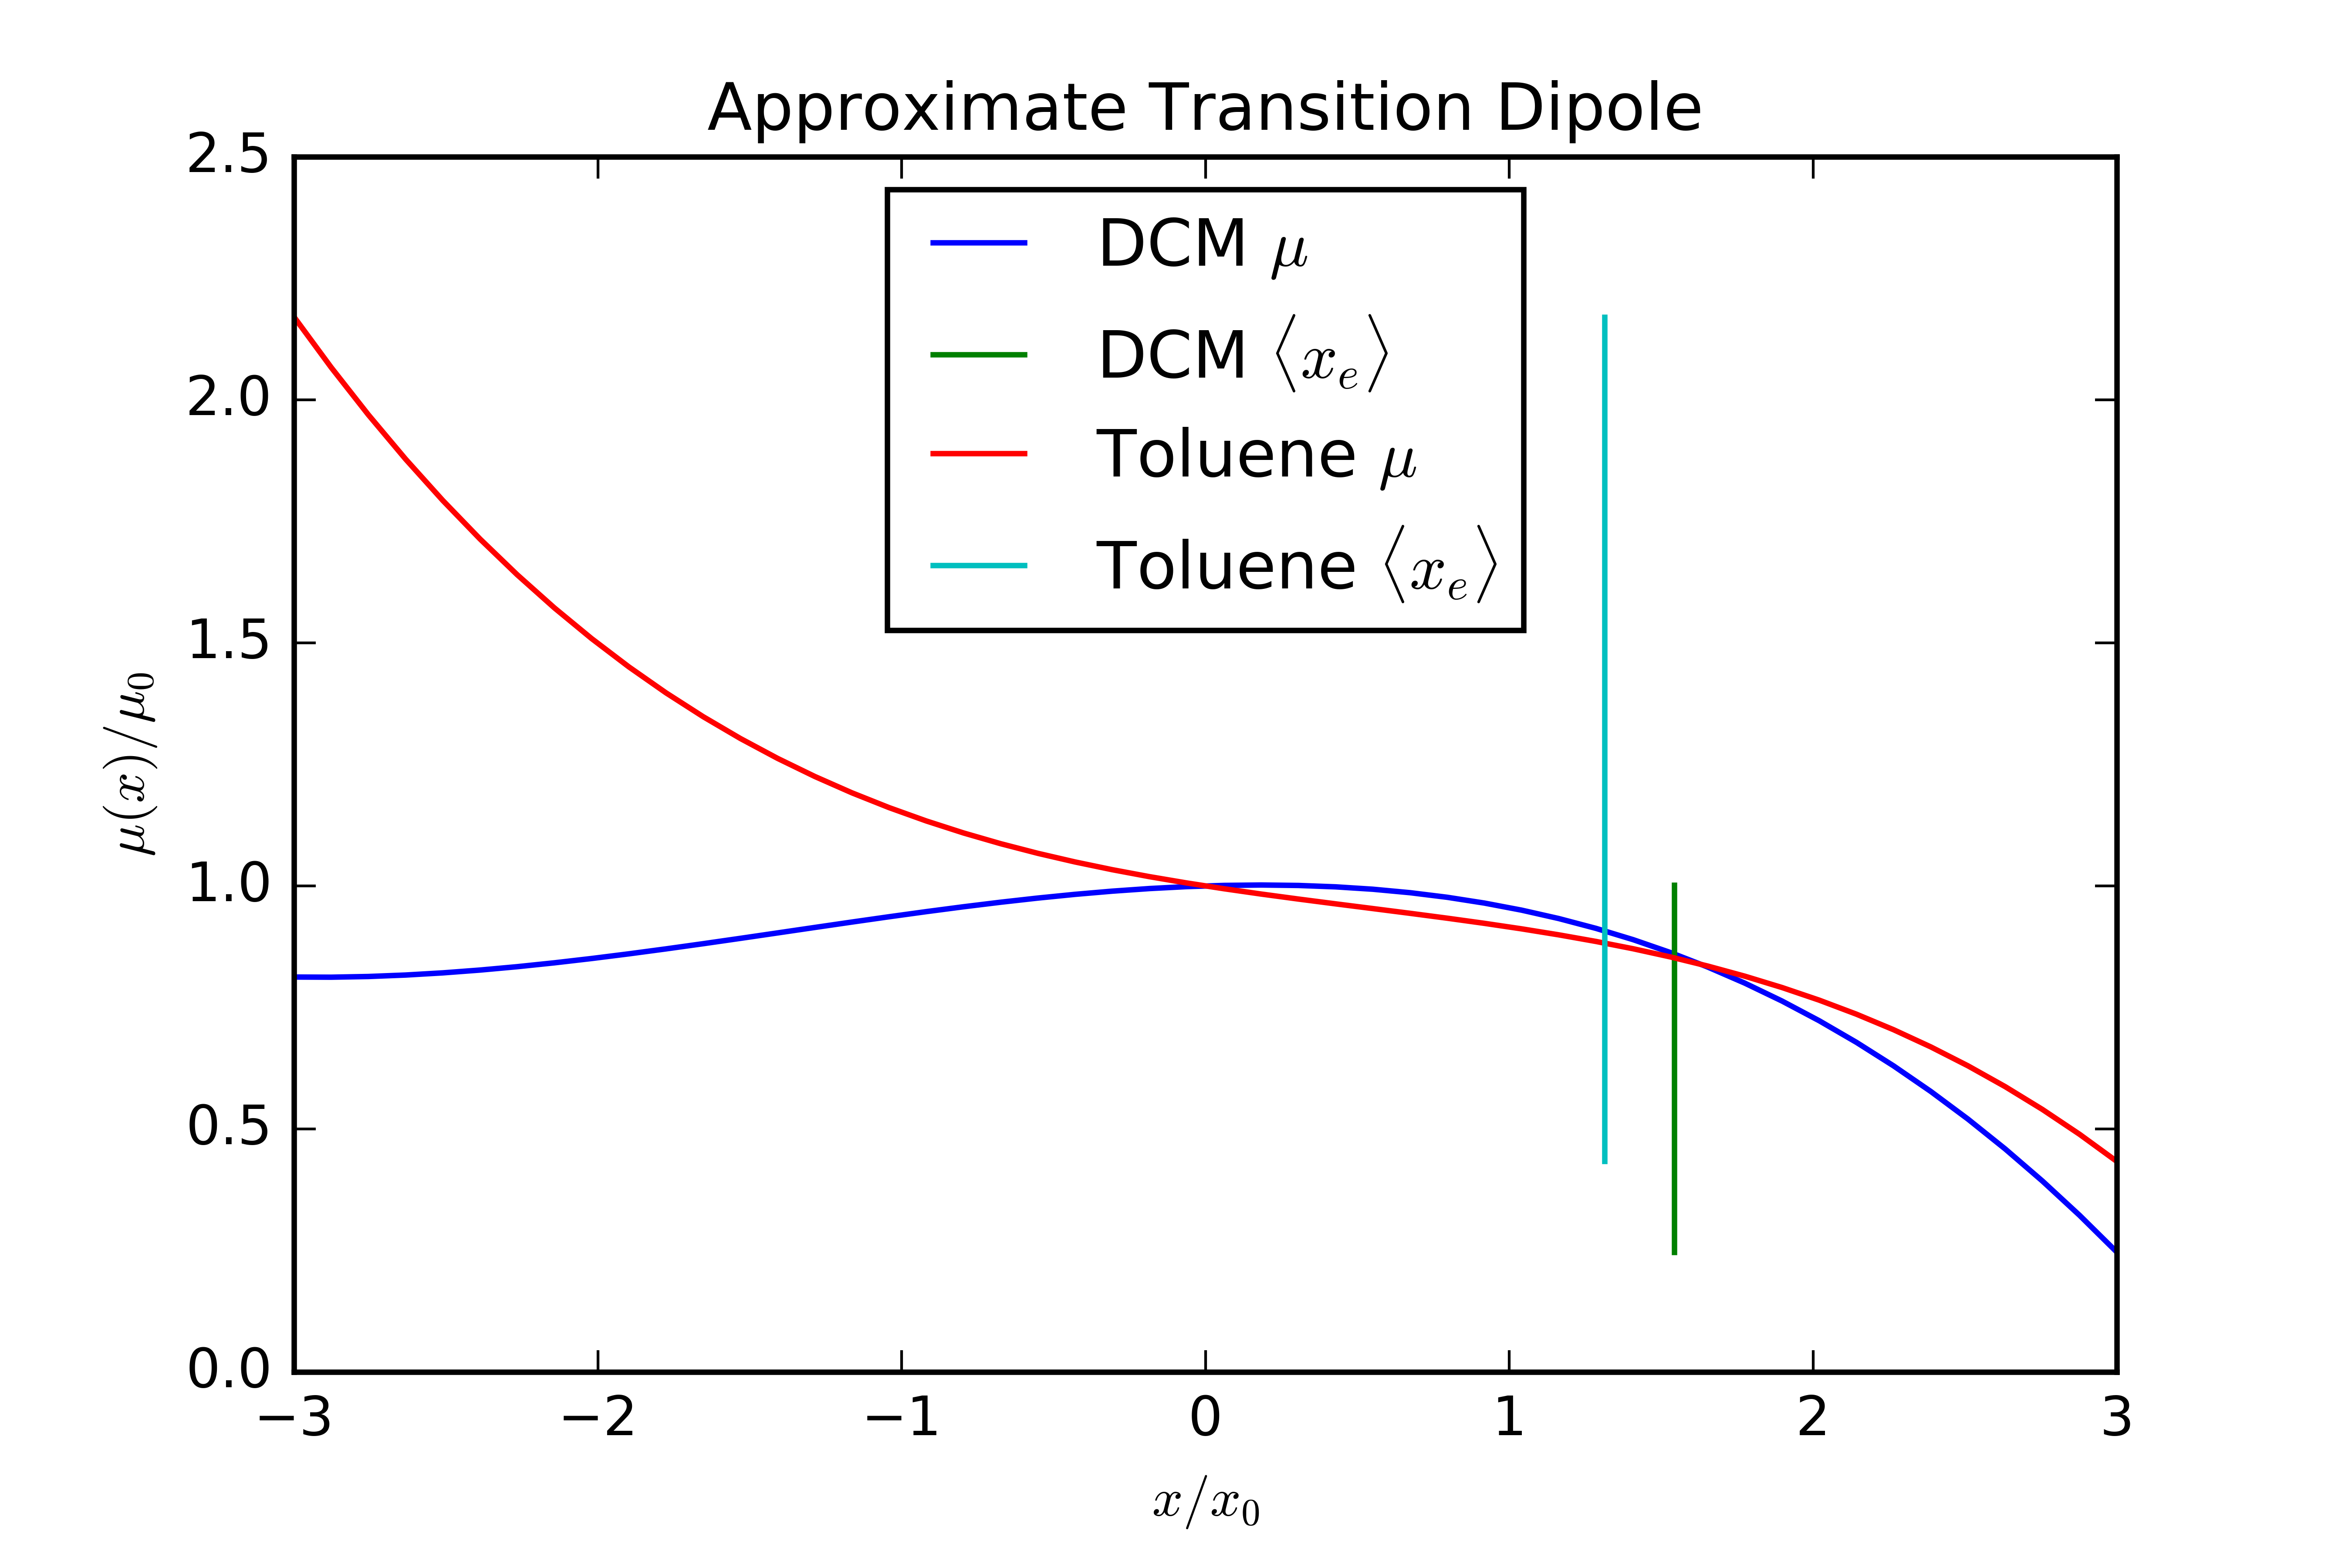 Approximate Transition Dipole
2.5
2.0
1.5
1.0
0.5
0.0
μ(x)/μ₀
DCM μ
DCM ⟨xₑ⟩
Toluene μ
Toluene ⟨xₑ⟩
−3 −2 −1 0 1 2 3
x/x₀